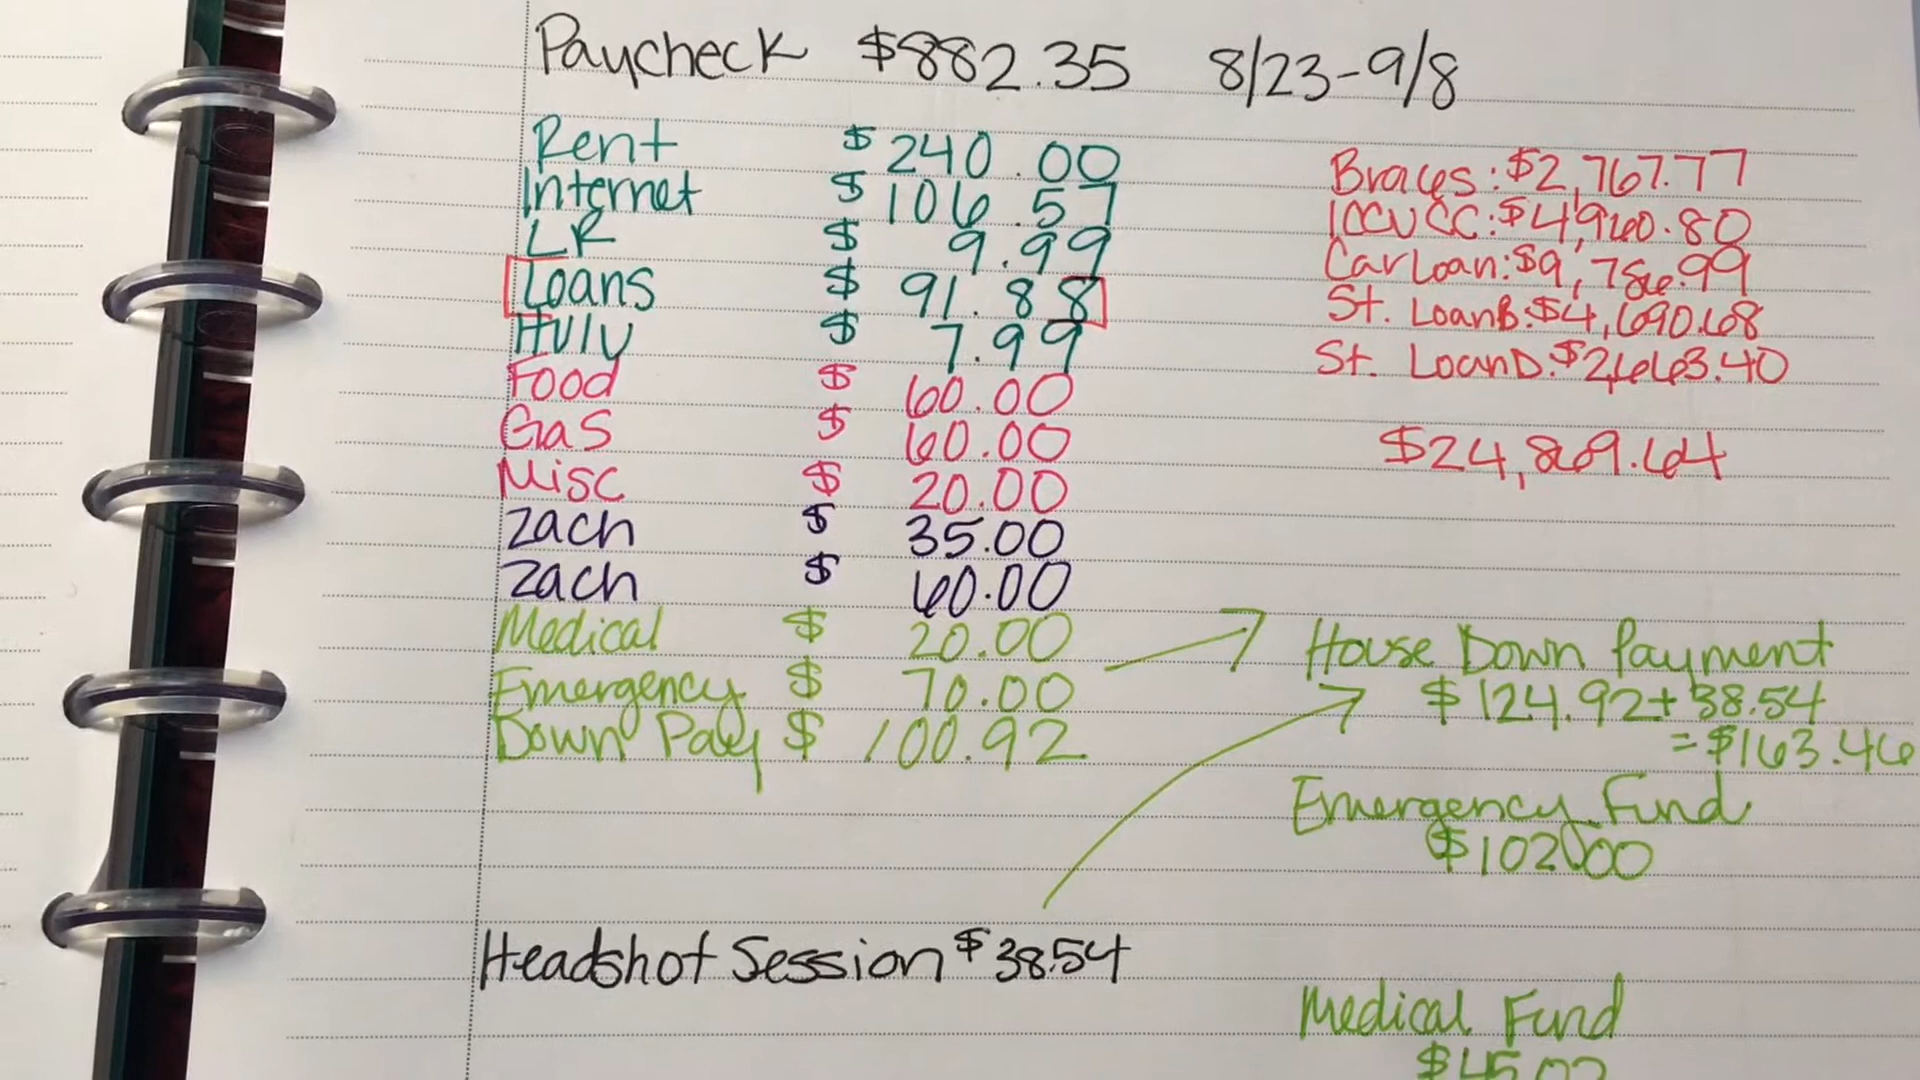 Paycheck $882.35 8/23-9/8
Rent $240.00
Internet $106.57
LR $9.99
Loans $91.88
Hulu $7.99
Food $60.00
Gas $60.00
Misc $20.00
Zach $35.00
Zach $60.00
Medical $20.00
Emergency $70.00
Down Pay $100.92
Headshot Session $38.54
Braces: $2,767.77
ICCU CC: $4,960.80
Car Loan: $9,786.99
St. Loan B: $4,690.68
St. Loan D: $2,663.40
$24,869.64
House Down Payment
$124.92 + 38.54
= $163.46
Emergency Fund
$102.00
Medical Fund